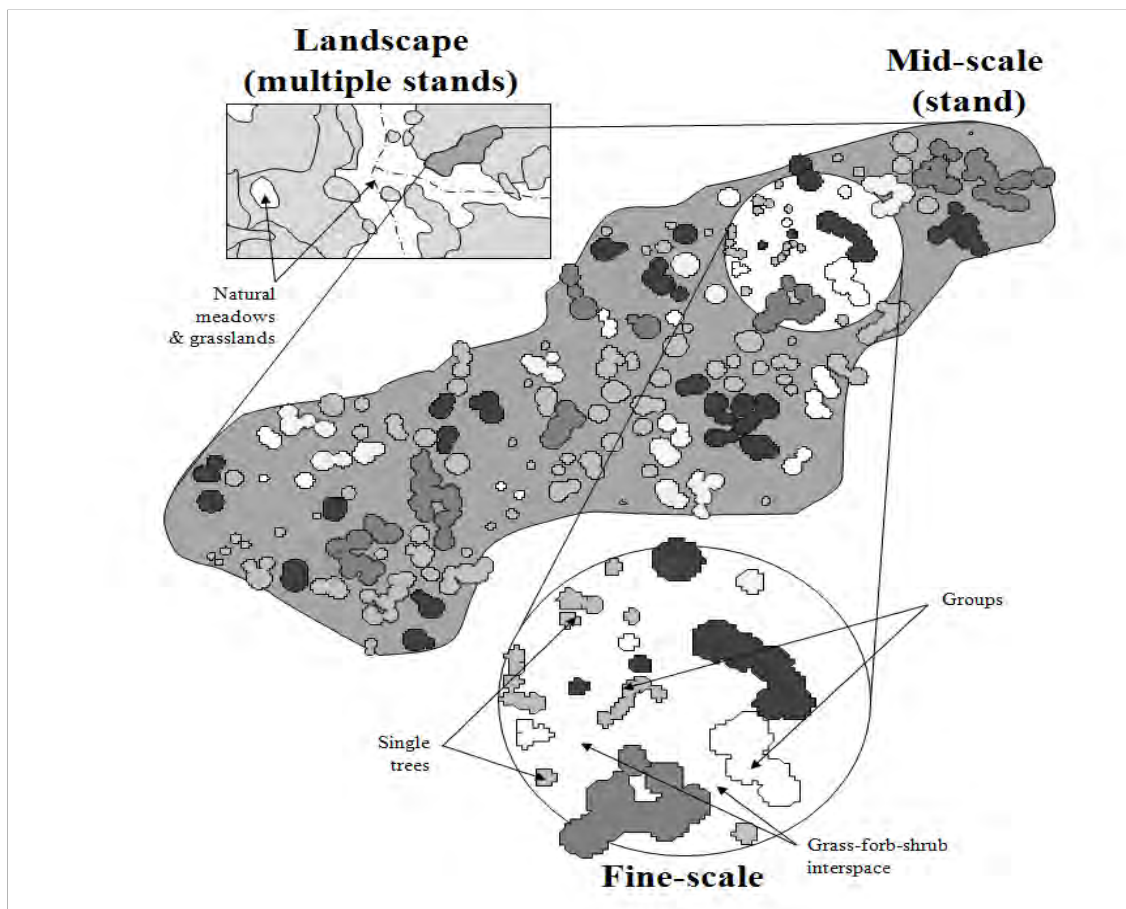 Landscape
(multiple stands)
Mid-scale
(stand)
Natural
meadows
& grasslands
Groups
Single
trees
Grass-forb-shrub
interspace
Fine-scale